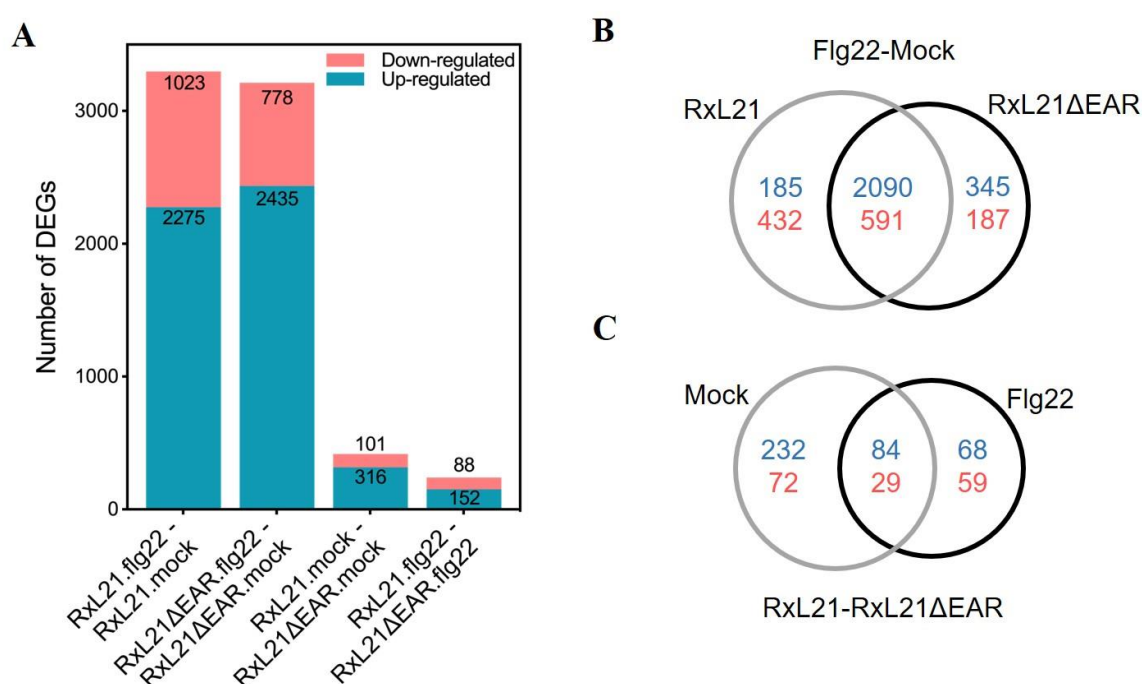 A
Down-regulated
Up-regulated
Number of DEGs
3000
2000
1000
0
1023
2275
778
2435
101
316
88
152
RxL21.flg22 -
RxL21.mock
RxL21ΔEAR.flg22 -
RxL21ΔEAR.mock
RxL21.mock -
RxL21ΔEAR.mock
RxL21.flg22 -
RxL21ΔEAR.flg22
B
Flg22-Mock
RxL21
RxL21ΔEAR
185 2090 345
432 591 187
C
Mock
Flg22
232 84 68
72 29 59
RxL21-RxL21ΔEAR